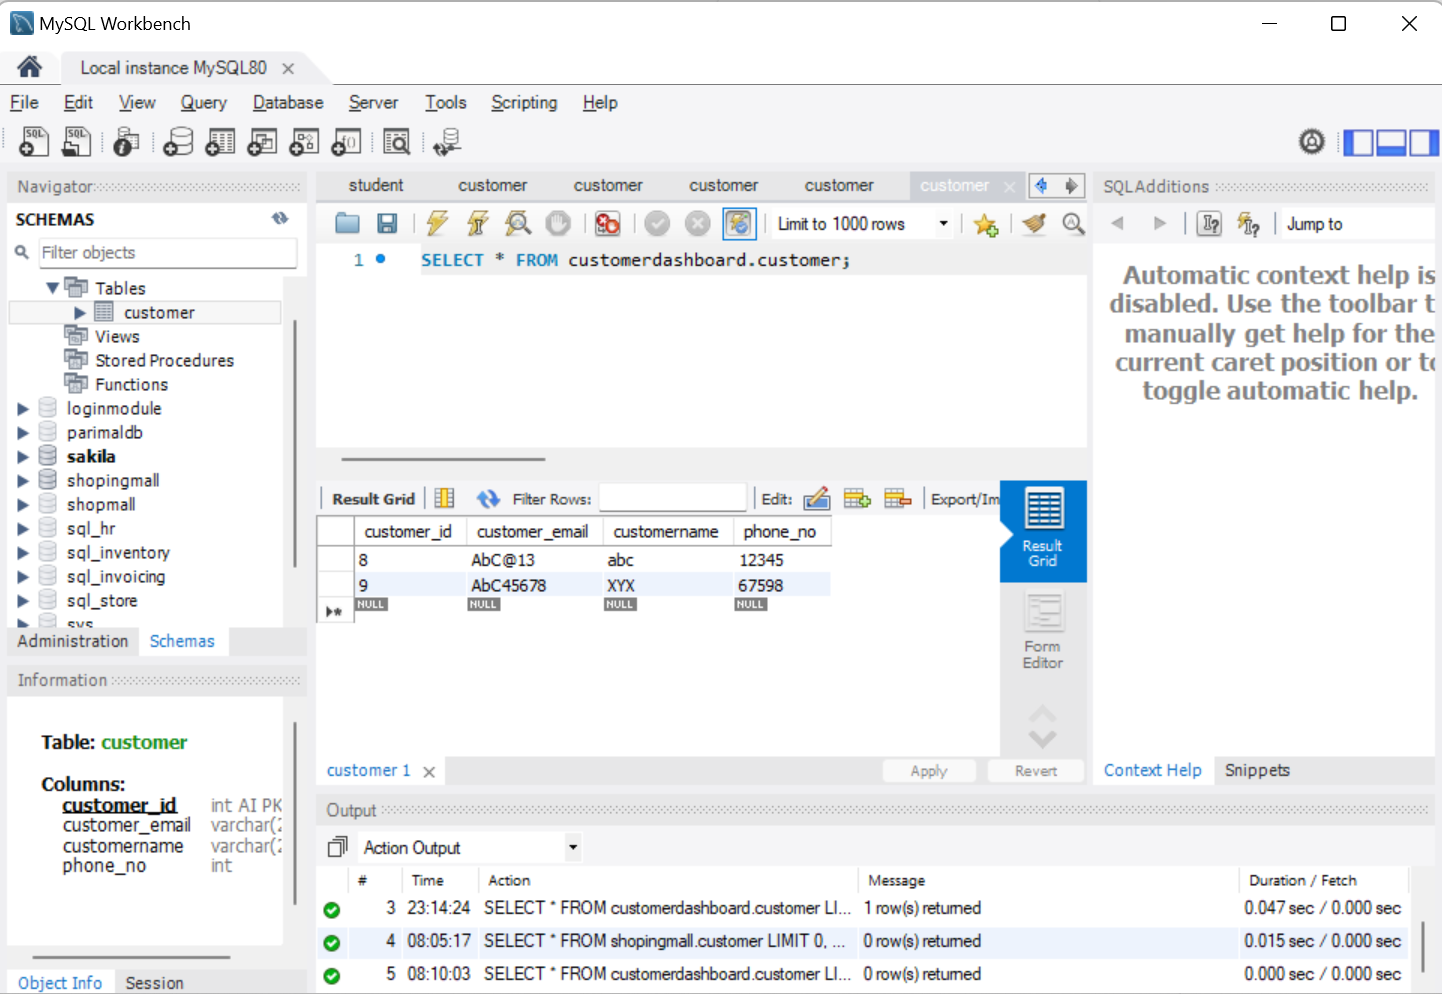 MySQL Workbench
Local instance MySQL80
File Edit View Query Database Server Tools Scripting Help
Navigator
SCHEMAS
Filter objects
Tables
customer
Views
Stored Procedures
Functions
loginmodule
parimaldb
sakila
shopingmall
shopmall
sql_hr
sql_inventory
sql_invoicing
sql_store
sys
Administration Schemas
Information
Table: customer
Columns:
customer_id int AI PK
customer_email varchar(2
customername varchar(2
phone_no int
Object Info Session
student customer customer customer customer customer
Limit to 1000 rows
1 SELECT * FROM customerdashboard.customer;
Result Grid Filter Rows: Edit: Export/Im
customer_id customer_email customername phone_no
8 AbC@13 abc 12345
9 AbC45678 XYX 67598
NULL NULL NULL NULL
Result
Grid
Form
Editor
customer 1 Apply Revert
SQLAdditions
Jump to
Automatic context help is
disabled. Use the toolbar t
manually get help for the
current caret position or to
toggle automatic help.
Context Help Snippets
Output
Action Output
# Time Action Message Duration / Fetch
3 23:14:24 SELECT * FROM customerdashboard.customer LI... 1 row(s) returned 0.047 sec / 0.000 sec
4 08:05:17 SELECT * FROM shopingmall.customer LIMIT 0, ... 0 row(s) returned 0.015 sec / 0.000 sec
5 08:10:03 SELECT * FROM customerdashboard.customer LI... 0 row(s) returned 0.000 sec / 0.000 sec